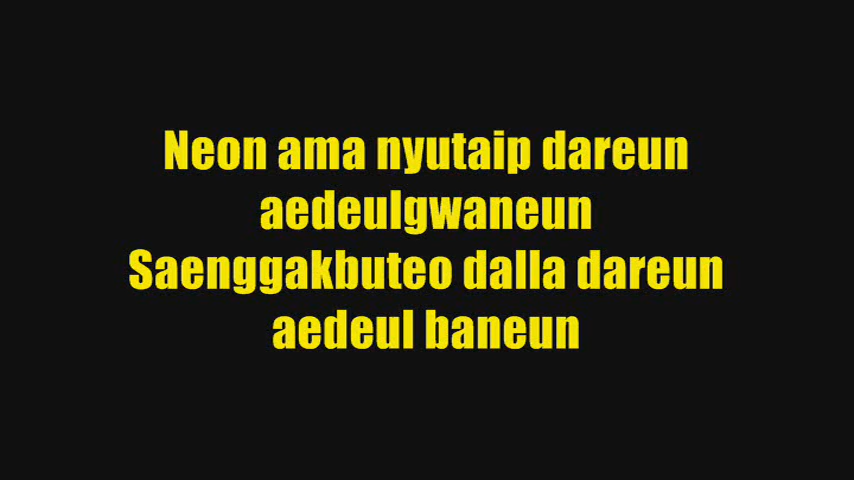 Neon ama nyutaip dareun
aedeulgwaneun
Saenggakbuteo dalla dareun
aedeul baneun